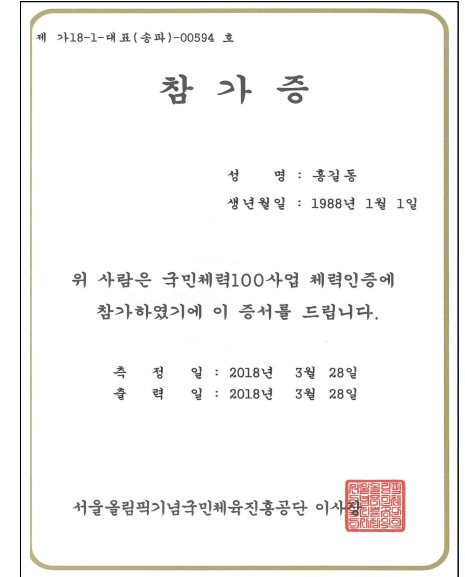 제 가18-1-대표(송파)-00594 호
참 가 증
성 명 : 홍길동
생년월일 : 1988년 1월 1일
위 사람은 국민체력100사업 체력인증에
참가하였기에 이 증서를 드립니다.
측 정 일 : 2018년 3월 28일
출 력 일 : 2018년 3월 28일
서울올림픽기념국민체육진흥공단 이사장